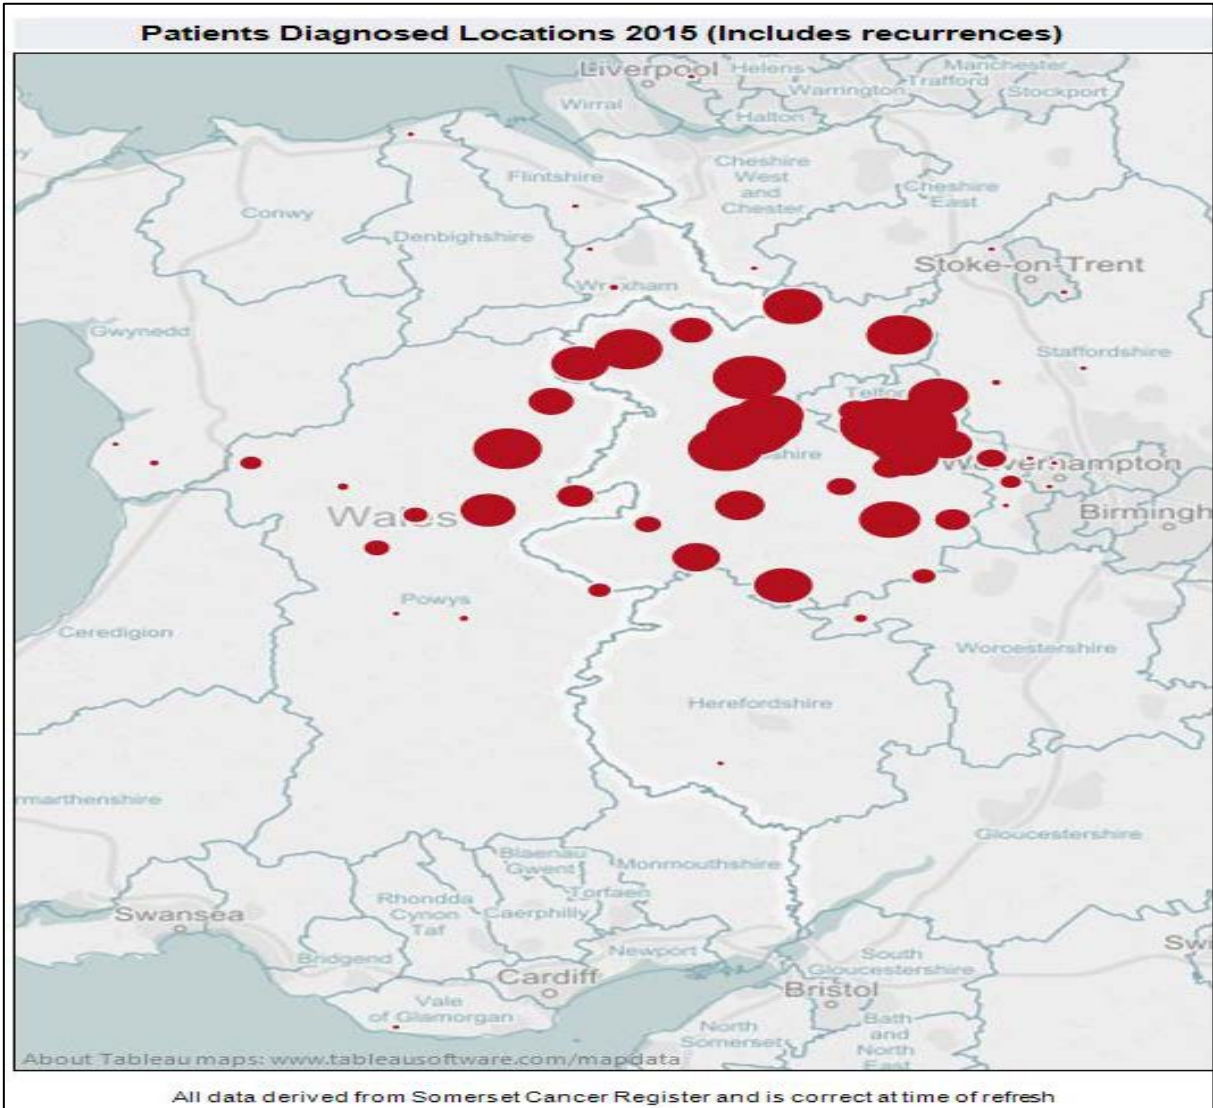 Patients Diagnosed Locations 2015 (Includes recurrences)
Liverpool
Helens
Manchester
Trafford
Warrington
Stockport
Wirral
Halton
Cheshire
West
and
Chester
Cheshire
East
Flintshire
Conwy
Denbighshire
Stoke-on-Trent
Gwynedd
Staffordshire
Wales
Birmingh
Powys
Ceredigion
Worcestershire
Herefordshire
rmarthenshire
Gloucestershire
Blaenau
Gwent
Monmouthshire
Torfaen
Rhondda
Cynon
Taf
Caerphilly
Swansea
Newport
Bridgend
South
Gloucestershire
Swi
Cardiff
Bristol
Vale
of Glamorgan
North
Somerset
Bath
and
North
East
About Tableau maps: www.tableausoftware.com/mapdata
All data derived from Somerset Cancer Register and is correct at time of refresh